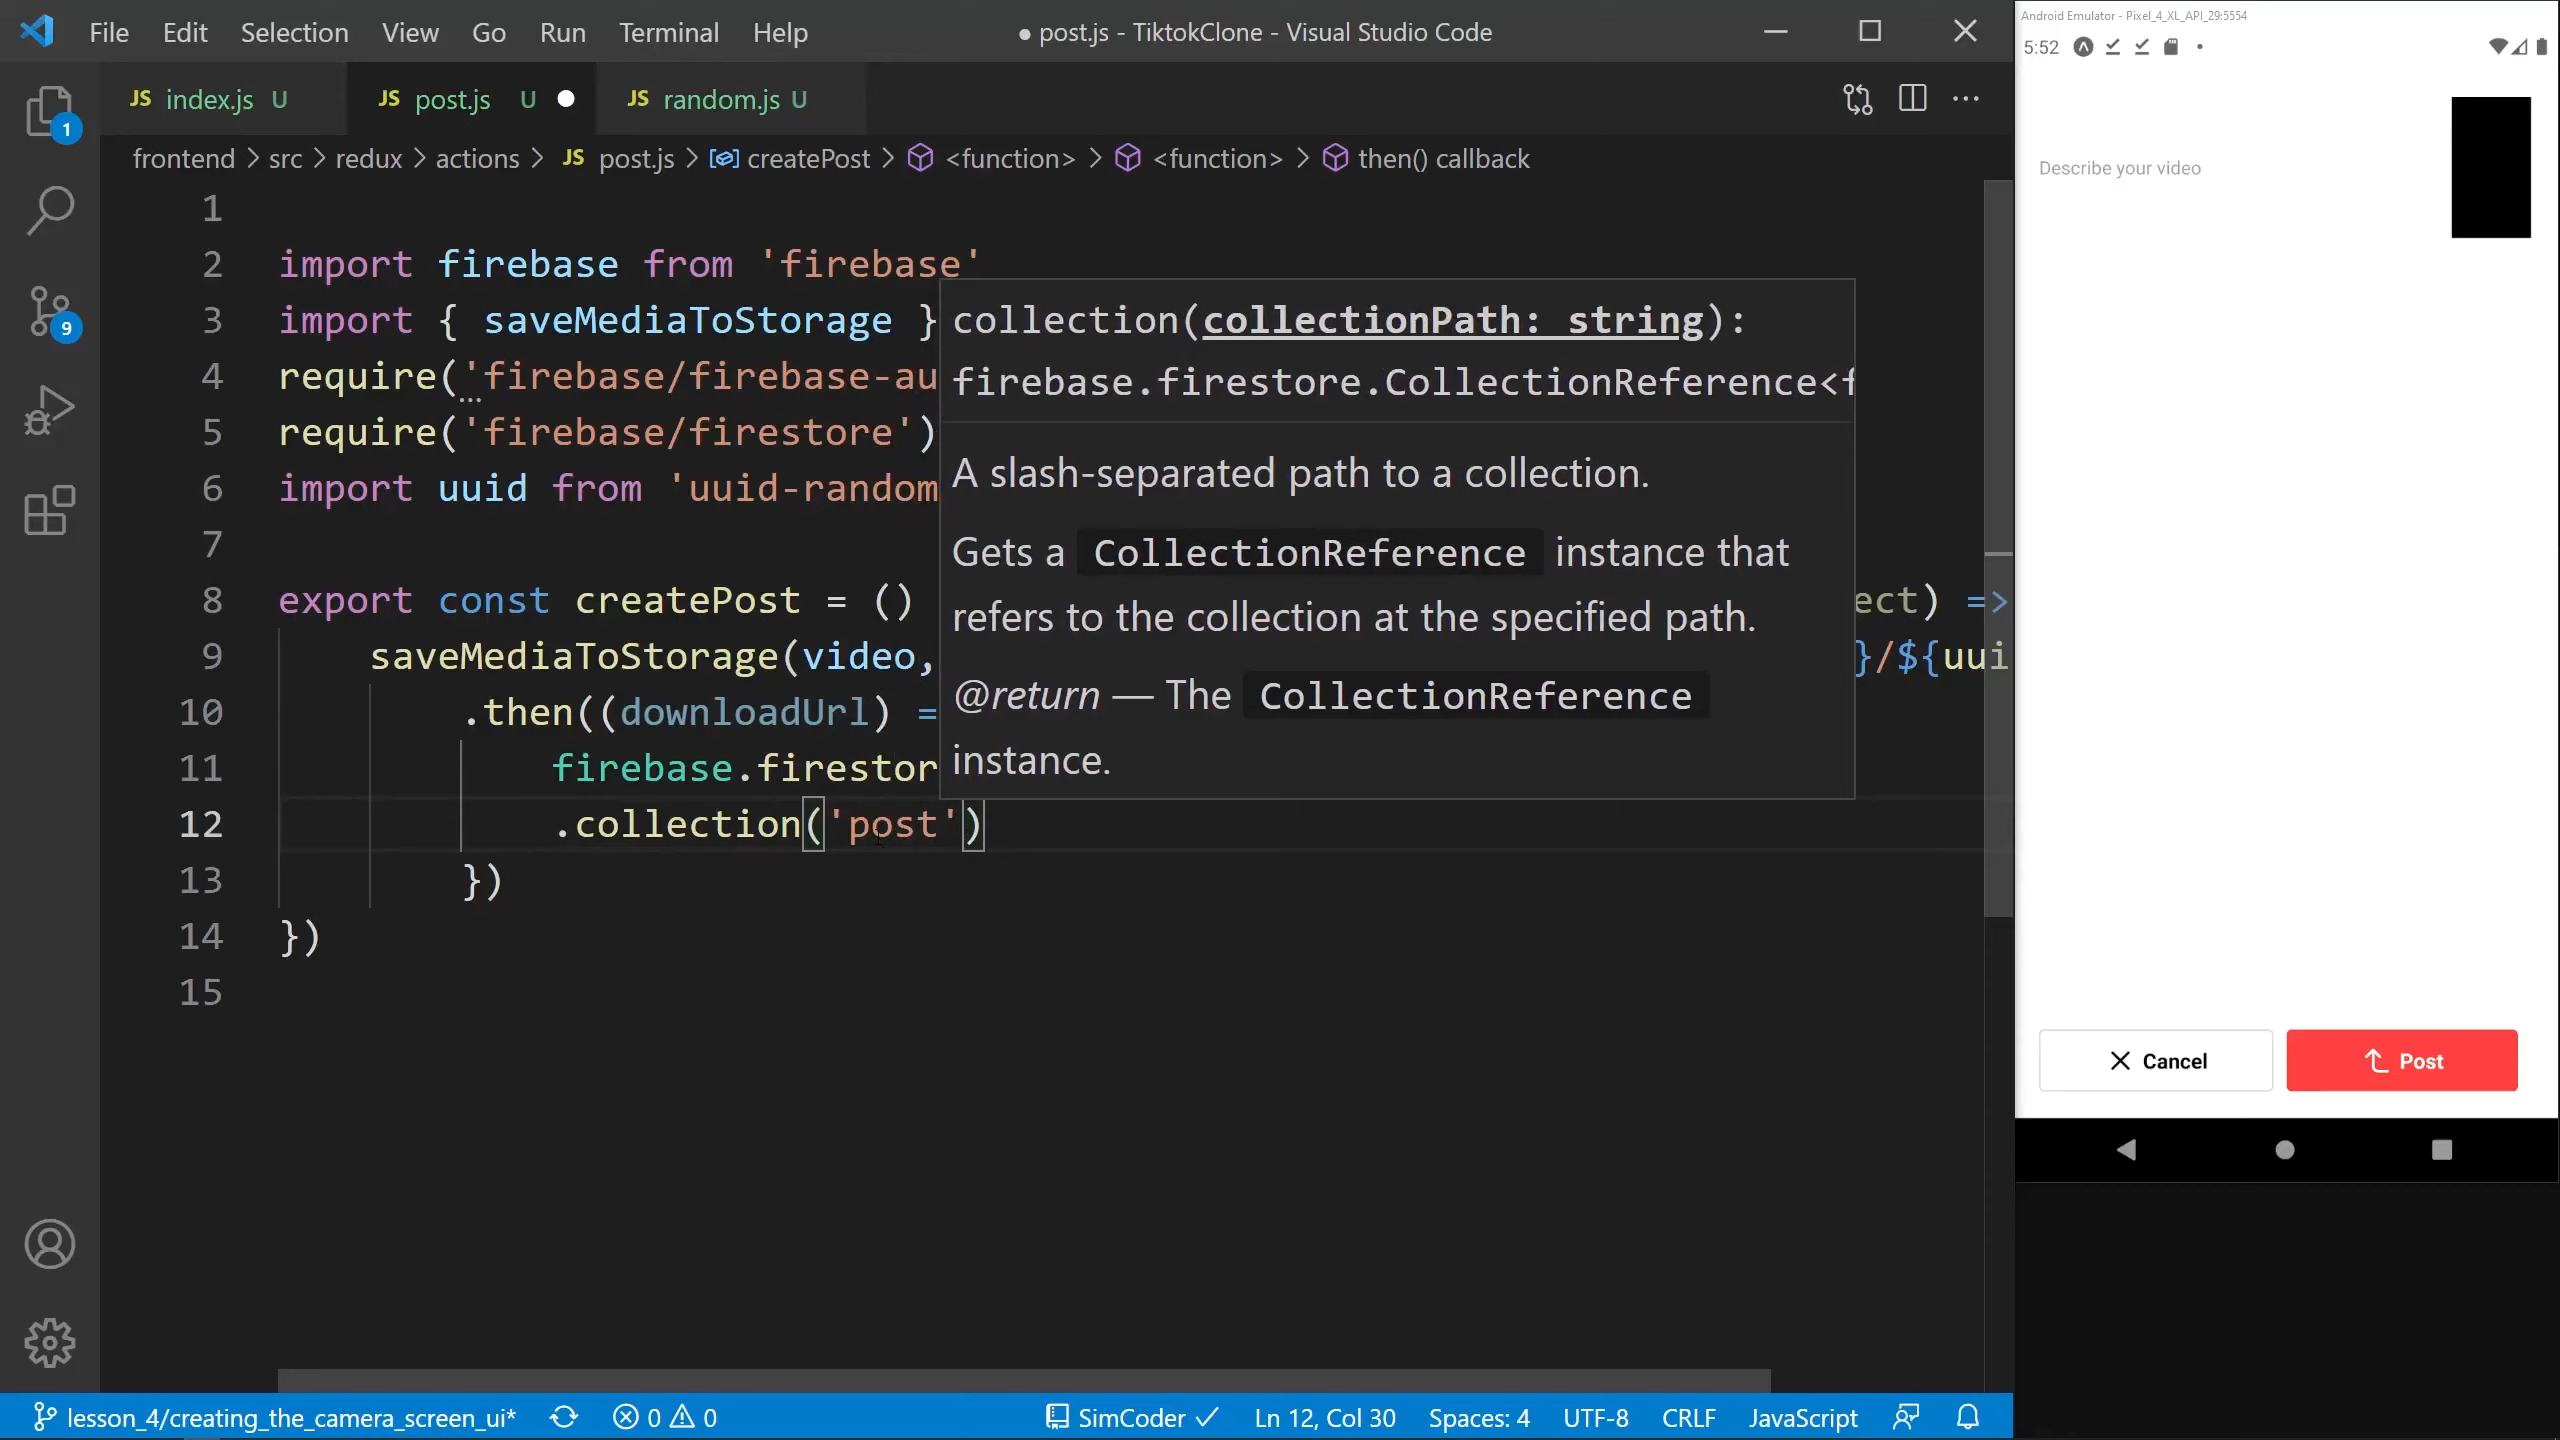 File Edit Selection View Go Run Terminal Help
● post.js - TiktokClone - Visual Studio Code
JS index.js U
JS post.js U
JS random.js U
frontend > src > redux > actions > JS post.js > createPost > <function> > <function> > then() callback
1
2 import firebase from 'firebase'
3 import { saveMediaToStorage }
4 require('firebase/firebase-au
5 require('firebase/firestore')
6 import uuid from 'uuid-random
7
8 export const createPost = () ect) =>
9 saveMediaToStorage(video, }/${uui
10 .then((downloadUrl) =
11 firebase.firestor
12 .collection('post')
13 })
14 })
15
collection(collectionPath: string):
firebase.firestore.CollectionReference<f
A slash-separated path to a collection.
Gets a CollectionReference instance that
refers to the collection at the specified path.
@return — The CollectionReference
instance.
1
9
lesson_4/creating_the_camera_screen_ui* 0 0 SimCoder Ln 12, Col 30 Spaces: 4 UTF-8 CRLF JavaScript
Android Emulator - Pixel_4_XL_API_29:5554
5:52
Describe your video
Cancel
Post